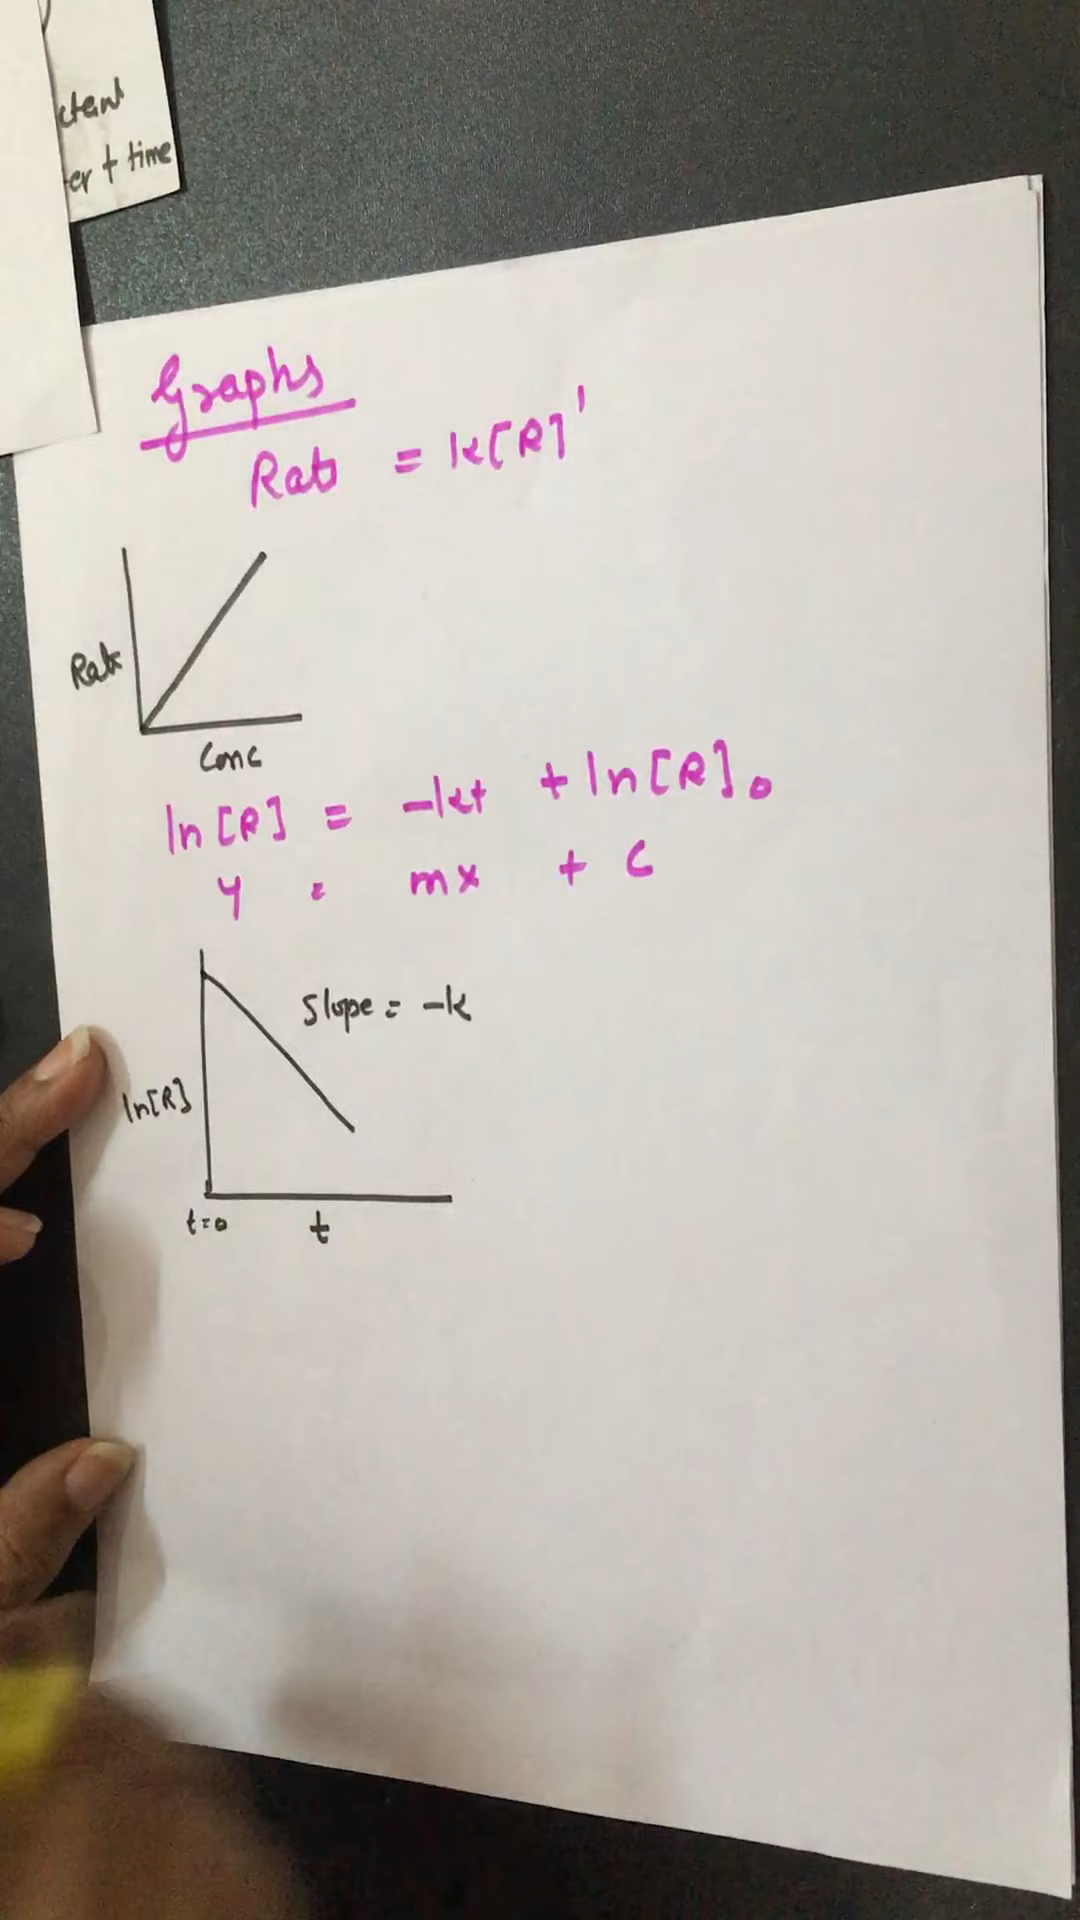 ctant
er t time
Graphs
Rate = k[R]¹
Rate
Conc
ln[R] = -kt + ln[R]₀
y = mx + c
Slope = -k
ln[R]
t=0
t